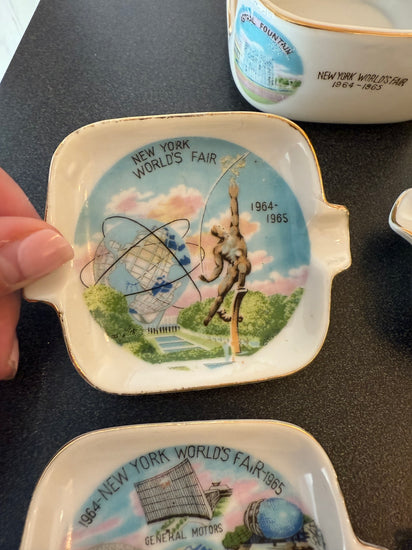 FOUNTAIN
NEW YORK WORLD'S FAIR
1964-1965
NEW YORK
WORLD'S FAIR
1964-
1965
1964-NEW YORK WORLD'S FAIR-1965
GENERAL MOTORS